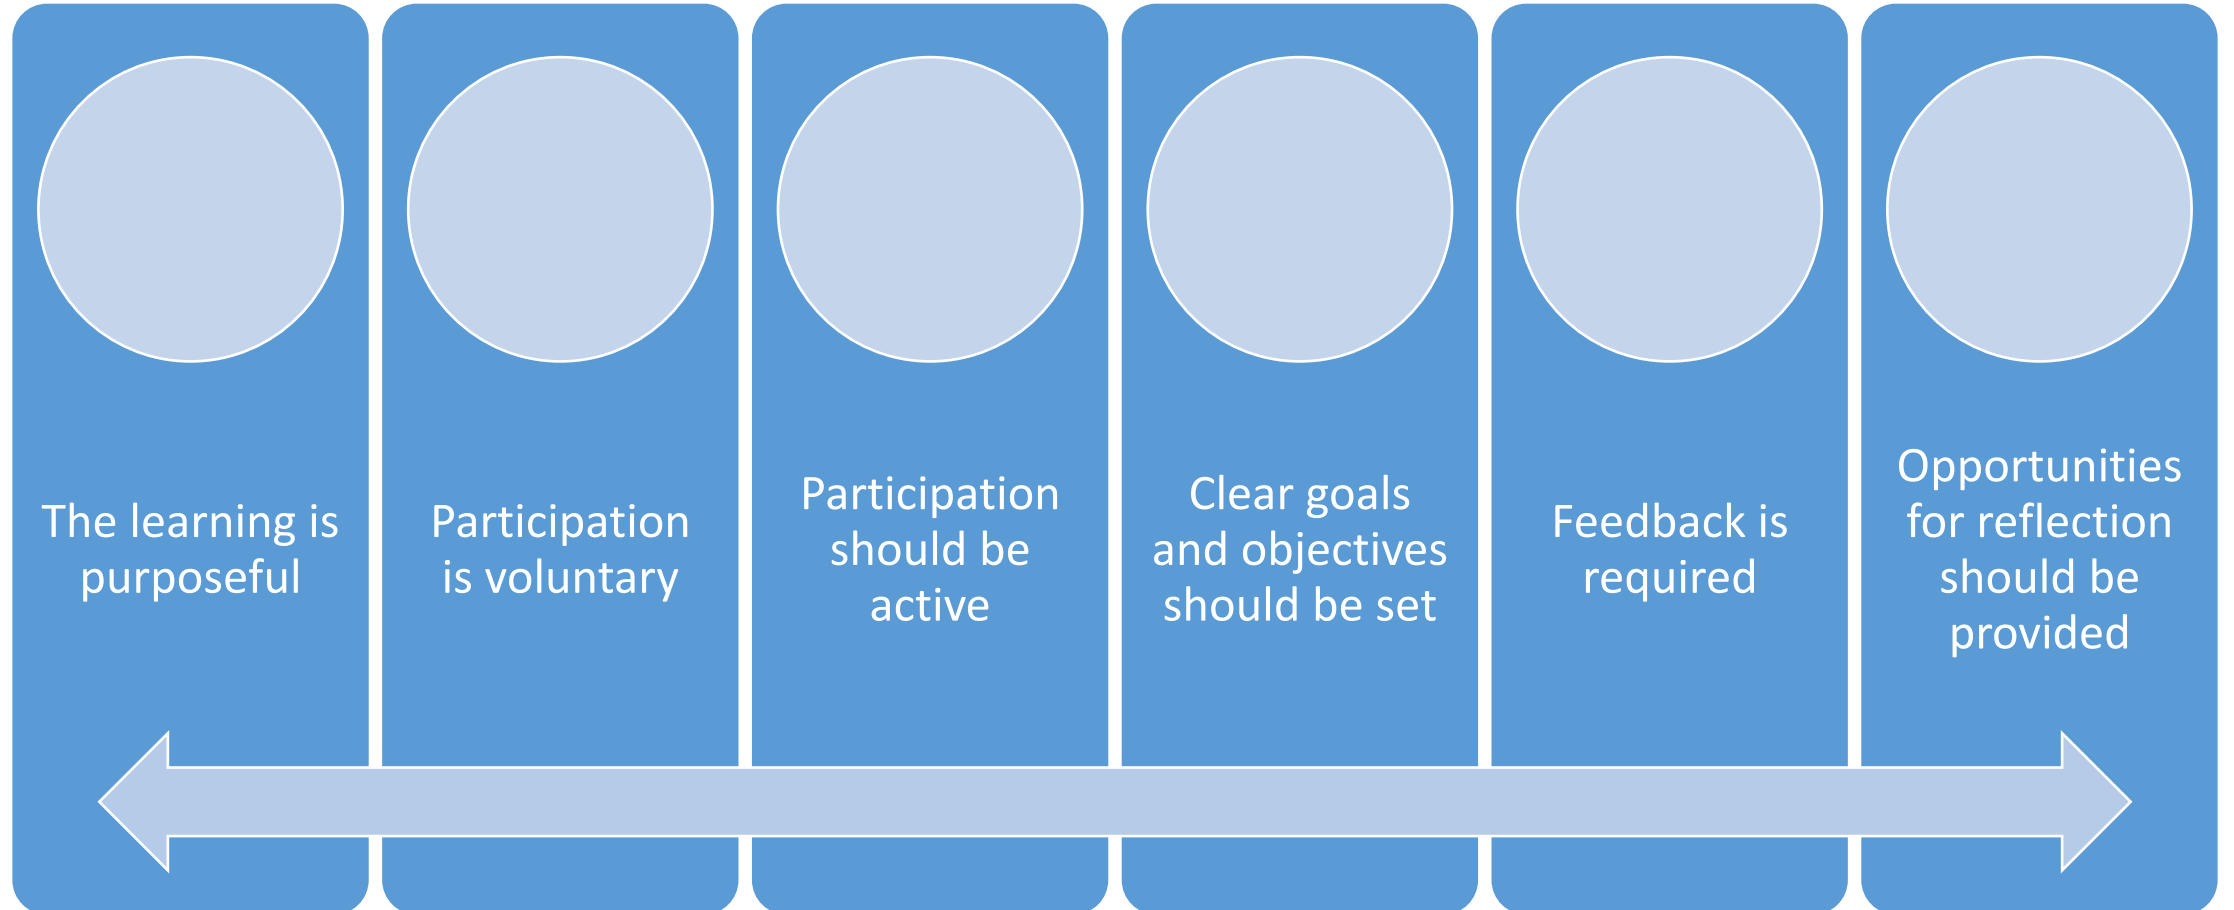 The learning is
purposeful
Participation
is voluntary
Participation
should be
active
Clear goals
and objectives
should be set
Feedback is
required
Opportunities
for reflection
should be
provided